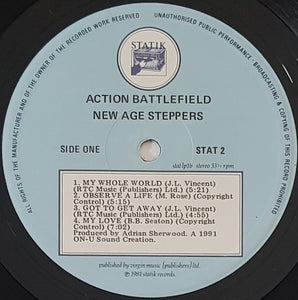 ALL RIGHTS OF THE MANUFACTURER AND OF THE OWNER OF THE RECORDED WORK RESERVED
UNAUTHORISED PUBLIC PERFORMANCE · BROADCASTING & COPYING OF THIS RECORD PROHIBITED
STATIK
ACTION BATTLEFIELD
NEW AGE STEPPERS
SIDE ONE
STAT 2
stat lp1b stereo 33⅓ rpm
1. MY WHOLE WORLD (J.L. Vincent)
(RTC Music (Publishers) Ltd.) (5:21)
2. OBSERVE A LIFE (M. Rose) (Copyright
Control) (5:15)
3. GOT TO GET AWAY (J.L. Vincent)
(RTC Music (Publishers) Ltd.) (4:55)
4. MY LOVE (B.B. Seaton) (Copyright
Control) (7:02)
Produced by Adrian Sherwood. A 1991
ON-U Sound Creation.
published by virgin music (publishers) ltd.
℗ 1981 statik records.